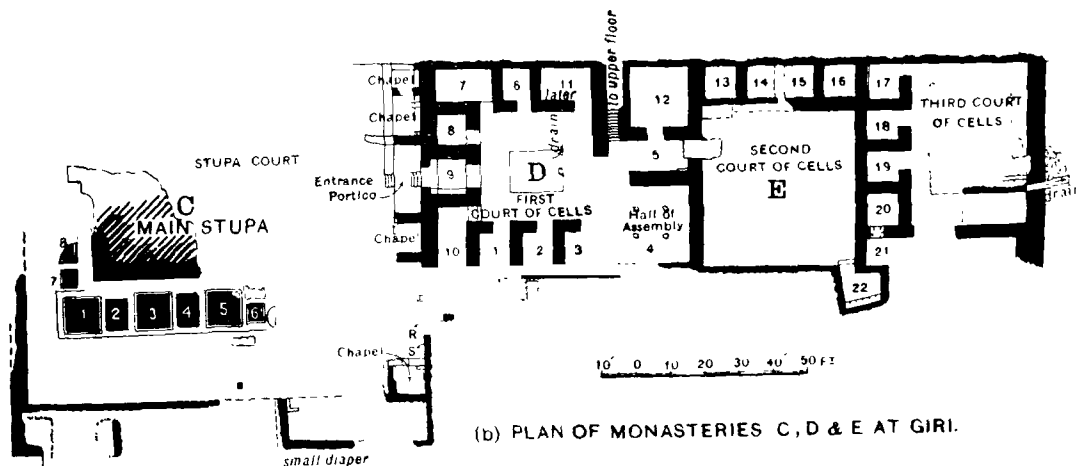 to upper floor
Chapel
7
6
11
later
12
13
14
15
16
17
THIRD COURT
OF CELLS
Chapel
8
drain
18
STUPA COURT
5
SECOND
COURT OF CELLS
E
9
D
19
Entrance
Portico
FIRST
COURT OF CELLS
drain
C
MAIN STUPA
Hall of
Assembly
20
Chapel
10
1
2
3
4
21
8
7
22
1
2
3
4
5
6
R'
S'
Chapel
10' 0 10 20 30 40' 50 FT
(b) PLAN OF MONASTERIES C, D & E AT GIRI.
small diaper